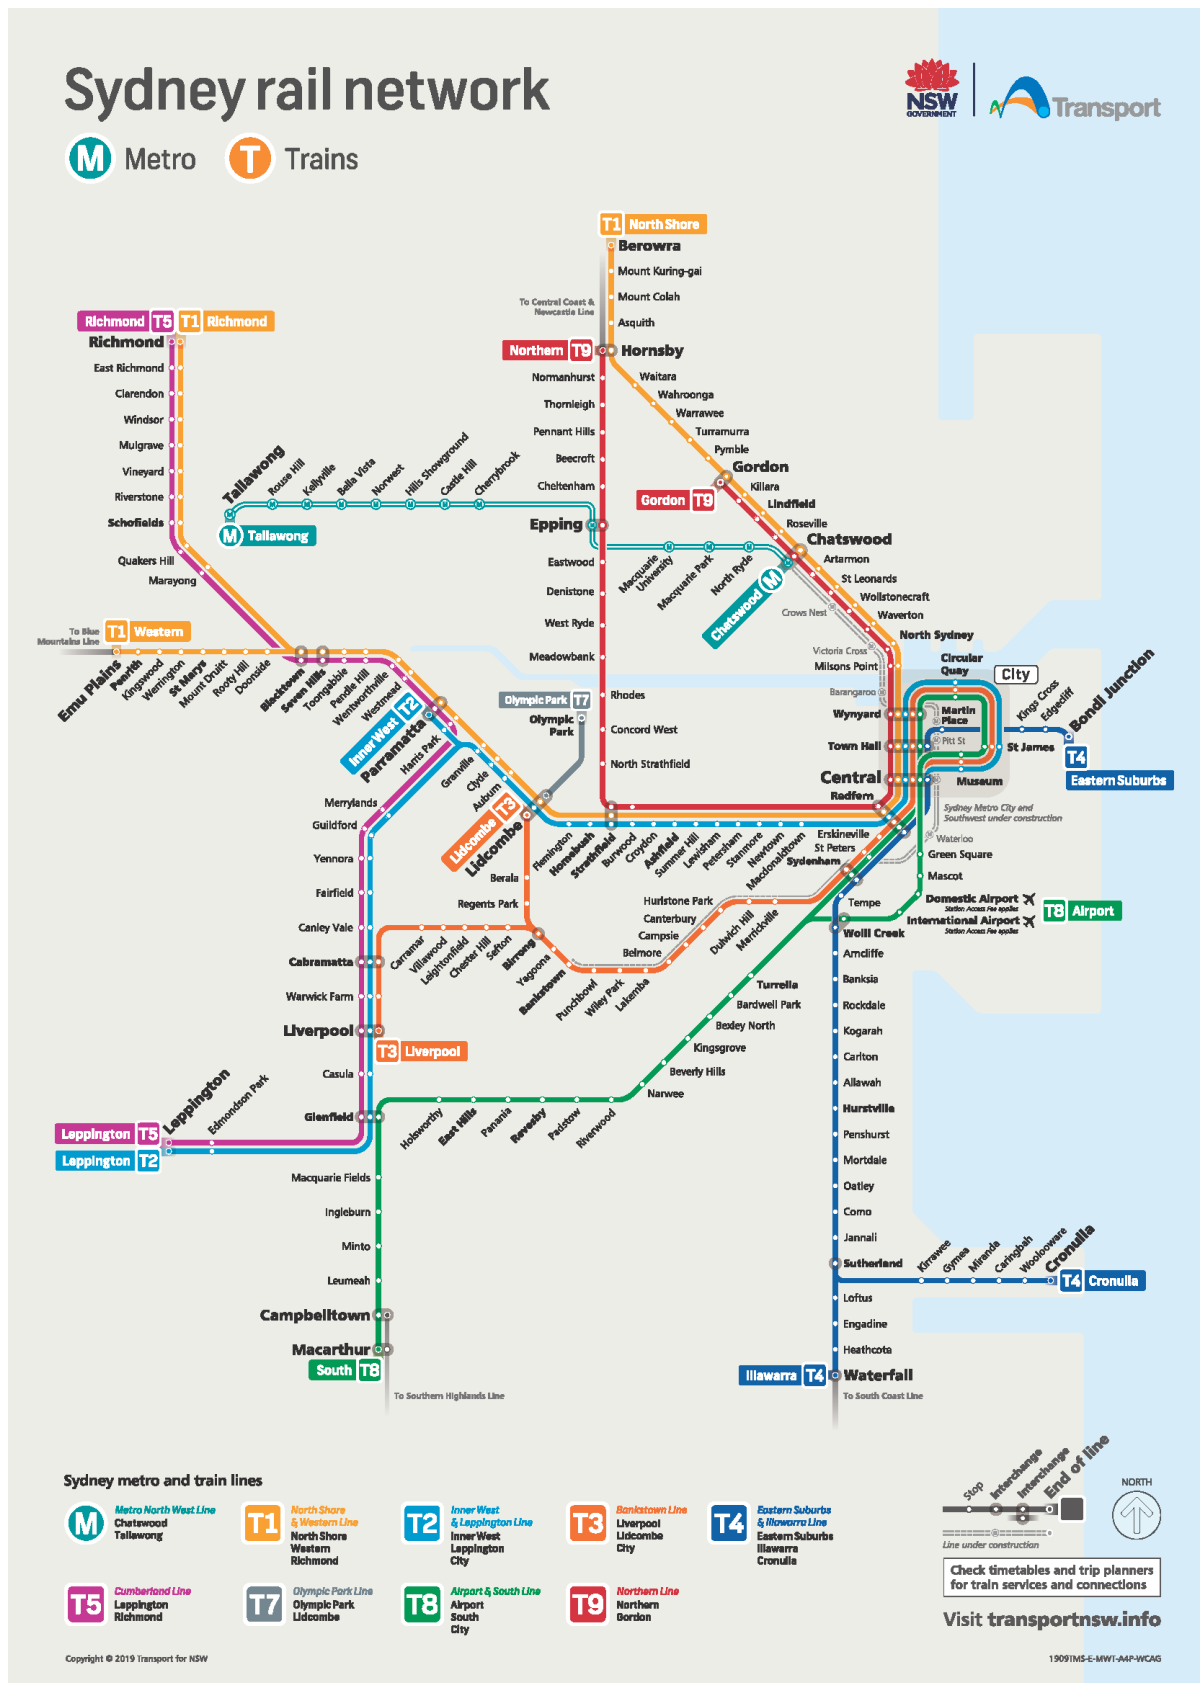 Sydney rail network
NSW
GOVERNMENT
Transport
M Metro
T Trains
T1 North Shore
Berowra
Mount Kuring-gai
Mount Colah
To Central Coast &
Newcastle Line
Asquith
Richmond T5
T1 Richmond
Richmond
Northern T9
Hornsby
East Richmond
Clarendon
Windsor
Mulgrave
Vineyard
Riverstone
Schofields
Quakers Hill
Marayong
Normanhurst
Thornleigh
Pennant Hills
Beecroft
Cheltenham
Epping
Eastwood
Denistone
West Ryde
Meadowbank
Rhodes
Concord West
North Strathfield
Waitara
Wahroonga
Warrawee
Turramurra
Pymble
Gordon
Gordon T9
Killara
Lindfield
Roseville
Chatswood
Artarmon
St Leonards
Wollstonecraft
Waverton
North Sydney
Milsons Point
Tallawong
Rouse Hill
Kellyville
Bella Vista
Norwest
Hills Showground
Castle Hill
Cherrybrook
M Tallawong
Macquarie
University
Macquarie Park
North Ryde
Chatswood M
Crows Nest
Victoria Cross
Barangaroo
To Blue
Mountains Line
T1 Western
Emu Plains
Penrith
Kingswood
Werrington
St Marys
Mount Druitt
Rooty Hill
Doonside
Blacktown
Seven Hills
Toongabbie
Pendle Hill
Wentworthville
Westmead
Inner West T2
Parramatta
Harris Park
Granville
Clyde
Auburn
Olympic Park T7
Olympic
Park
Lidcombe T3
Lidcombe
Circular
Quay
City
Wynyard
Martin
Place
Town Hall
Pitt St
St James
Central
Museum
Redfern
Kings Cross
Edgecliff
Bondi Junction
T4
Eastern Suburbs
Sydney Metro City and
Southwest under construction
Waterloo
Merrylands
Guildford
Yennora
Fairfield
Canley Vale
Cabramatta
Warwick Farm
Liverpool
T3 Liverpool
Casula
Glenfield
Flemington
Homebush
Strathfield
Burwood
Croydon
Ashfield
Summer Hill
Lewisham
Petersham
Stanmore
Newtown
Macdonaldtown
Erskineville
St Peters
Sydenham
Green Square
Mascot
Domestic Airport
Station Access Fee applies
International Airport
Station Access Fee applies
T8 Airport
Tempe
Wolli Creek
Berala
Regents Park
Carramar
Villawood
Leightonfield
Chester Hill
Sefton
Birrong
Yagoona
Bankstown
Punchbowl
Wiley Park
Lakemba
Belmore
Campsie
Canterbury
Hurlstone Park
Dulwich Hill
Marrickville
Turrella
Bardwell Park
Bexley North
Kingsgrove
Beverly Hills
Narwee
Riverwood
Padstow
Revesby
Panania
East Hills
Holsworthy
Arncliffe
Banksia
Rockdale
Kogarah
Carlton
Allawah
Hurstville
Penshurst
Mortdale
Oatley
Como
Jannali
Sutherland
Loftus
Engadine
Heathcote
Illawarra T4
Waterfall
To South Coast Line
Kirrawee
Gymea
Miranda
Caringbah
Woolooware
Cronulla
T4 Cronulla
Leppington
Edmondson Park
Leppington T5
Leppington T2
Macquarie Fields
Ingleburn
Minto
Leumeah
Campbelltown
Macarthur
South T8
To Southern Highlands Line
Sydney metro and train lines
M
Metro North West Line
Chatswood
Tallawong
T1
North Shore
& Western Line
North Shore
Western
Richmond
T2
Inner West
& Leppington Line
Inner West
Leppington
City
T3
Bankstown Line
Liverpool
Lidcombe
City
T4
Eastern Suburbs
& Illawarra Line
Eastern Suburbs
Illawarra
Cronulla
T5
Cumberland Line
Leppington
Richmond
T7
Olympic Park Line
Olympic Park
Lidcombe
T8
Airport & South Line
Airport
South
City
T9
Northern Line
Northern
Gordon
Stop
Interchange
Interchange
End of line
Line under construction
NORTH
Check timetables and trip planners
for train services and connections
Visit transportnsw.info
Copyright © 2019 Transport for NSW
1909TMS-E-MWT-A4P-WCAG